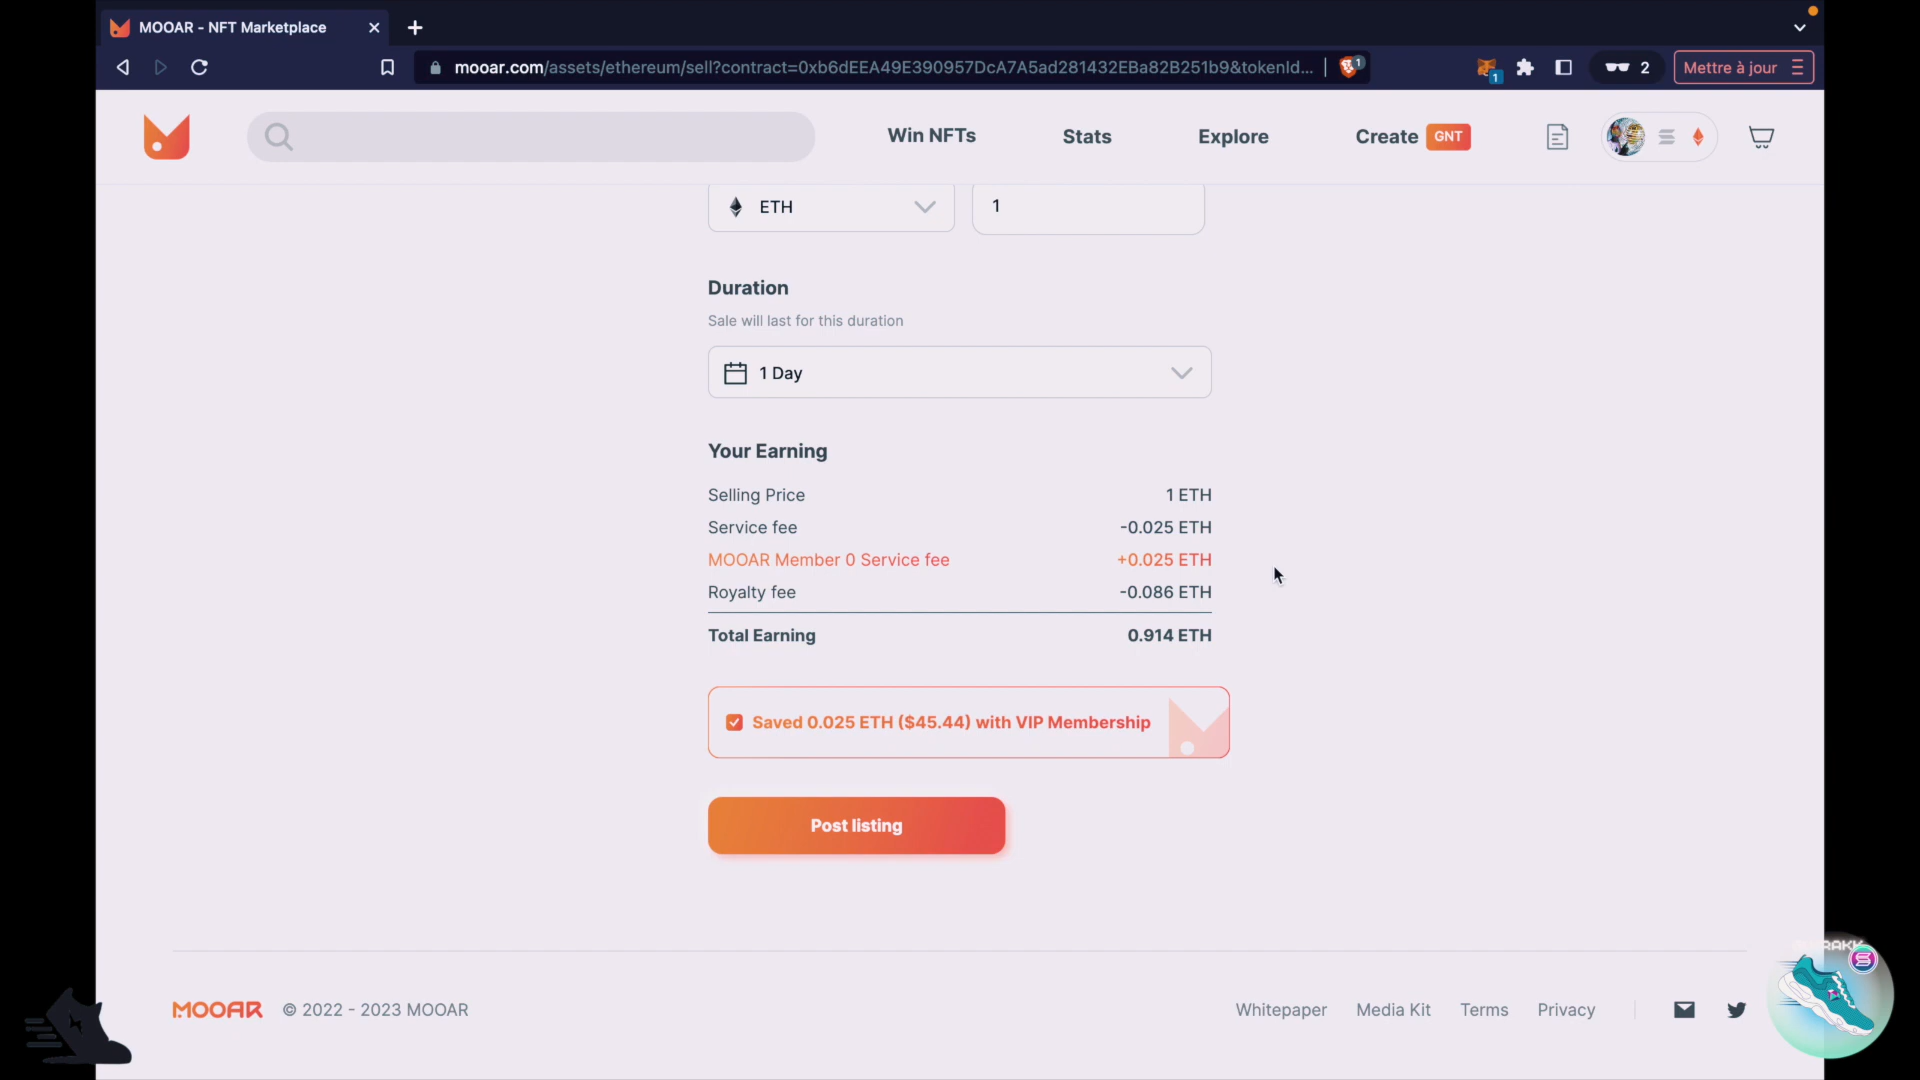 MOOAR - NFT Marketplace
mooar.com/assets/ethereum/sell?contract=0xb6dEEA49E390957DcA7A5ad281432EBa82B251b9&tokenId...
1
1
2
Mettre à jour
Win NFTs
Stats
Explore
Create GNT
ETH
1
Duration
Sale will last for this duration
1 Day
Your Earning
Selling Price 1 ETH
Service fee -0.025 ETH
MOOAR Member 0 Service fee +0.025 ETH
Royalty fee -0.086 ETH
Total Earning 0.914 ETH
Saved 0.025 ETH ($45.44) with VIP Membership
Post listing
MOOAR © 2022 - 2023 MOOAR
Whitepaper
Media Kit
Terms
Privacy